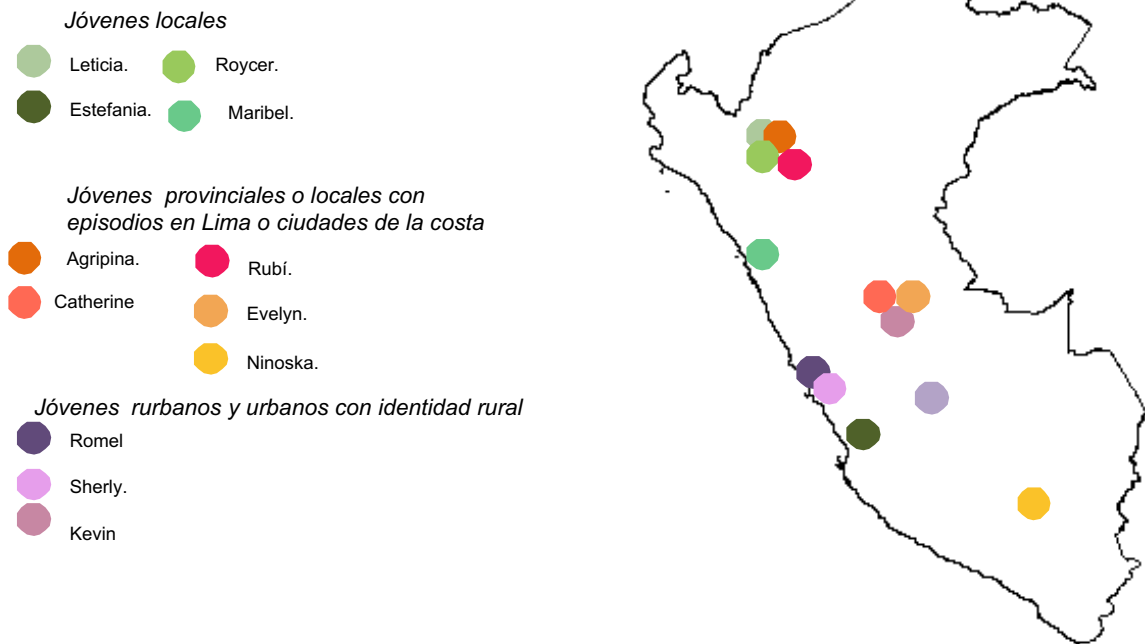 Jóvenes locales
Leticia. Roycer.
Estefania. Maribel.
Jóvenes provinciales o locales con
episodios en Lima o ciudades de la costa
Agripina. Rubí.
Catherine Evelyn.
Ninoska.
Jóvenes rurbanos y urbanos con identidad rural
Romel
Sherly.
Kevin